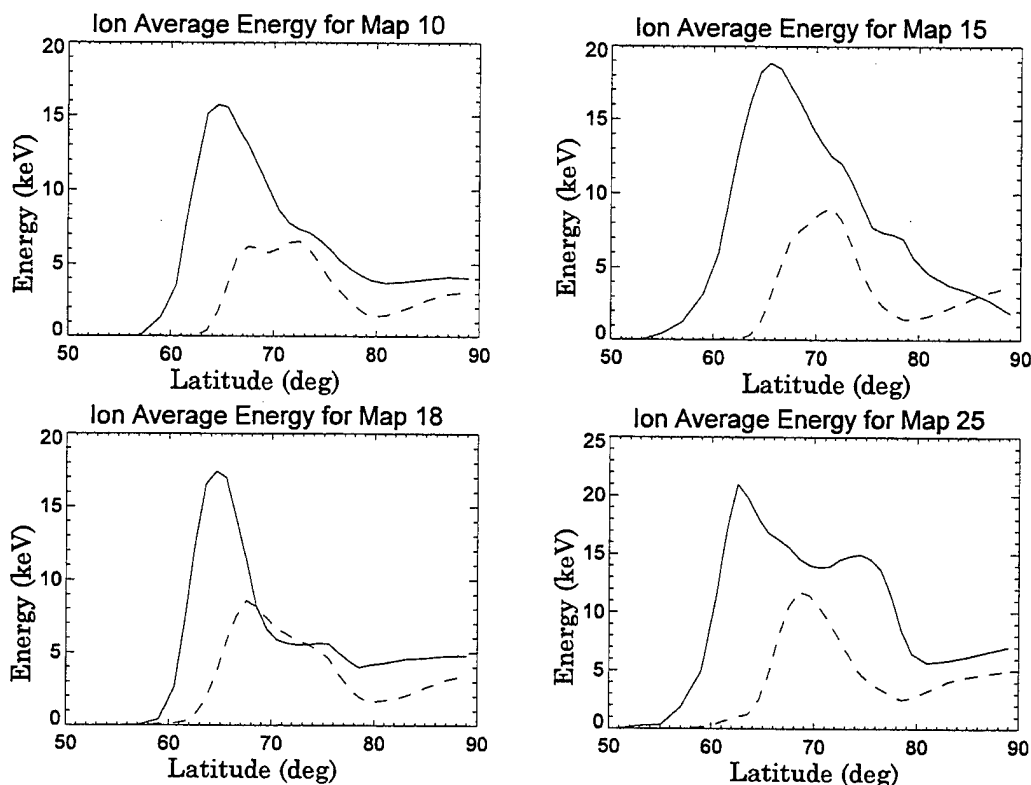 Ion Average Energy for Map 10
20
15
10
5
0
Energy (keV)
50 60 70 80 90
Latitude (deg)
Ion Average Energy for Map 15
20
15
10
5
0
Energy (keV)
50 60 70 80 90
Latitude (deg)
Ion Average Energy for Map 18
20
15
10
5
0
Energy (keV)
50 60 70 80 90
Latitude (deg)
Ion Average Energy for Map 25
25
20
15
10
5
0
Energy (keV)
50 60 70 80 90
Latitude (deg)